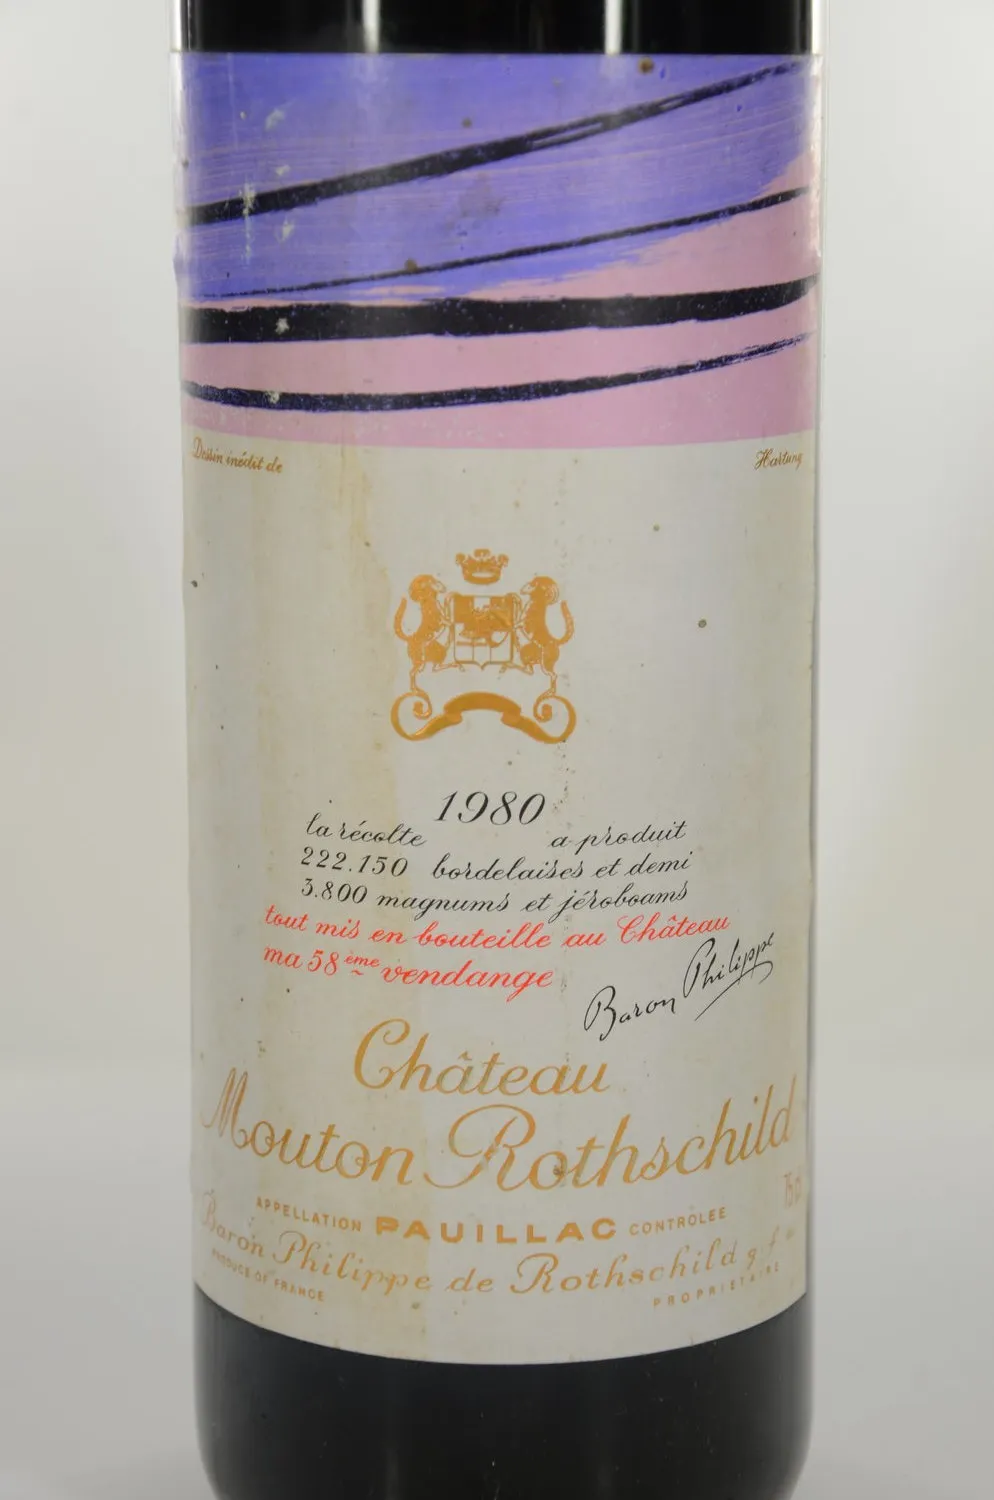 Dessin inédit de Hartung
1980
la récolte a produit
222.150 bordelaises et demi
3.800 magnums et jéroboams
tout mis en bouteille au Château
ma 58ème vendange
Baron Philippe
Château
Mouton Rothschild
75 cl
APPELLATION PAUILLAC CONTROLEE
Baron Philippe de Rothschild g.f.a
PRODUCE OF FRANCE PROPRIETAIRE